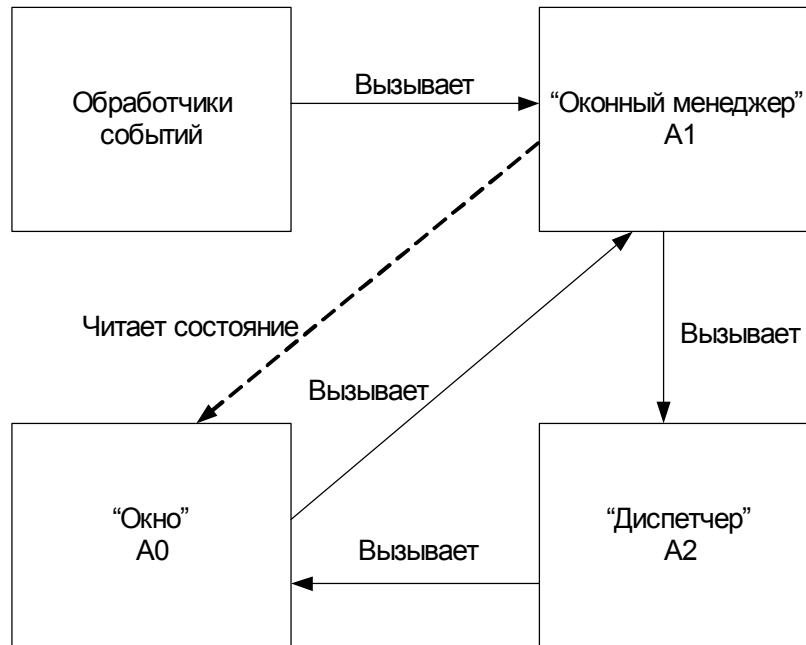 Обработчики
событий
Вызывает
“Оконный менеджер”
A1
Читает состояние
Вызывает
Вызывает
“Окно”
A0
Вызывает
“Диспетчер”
A2